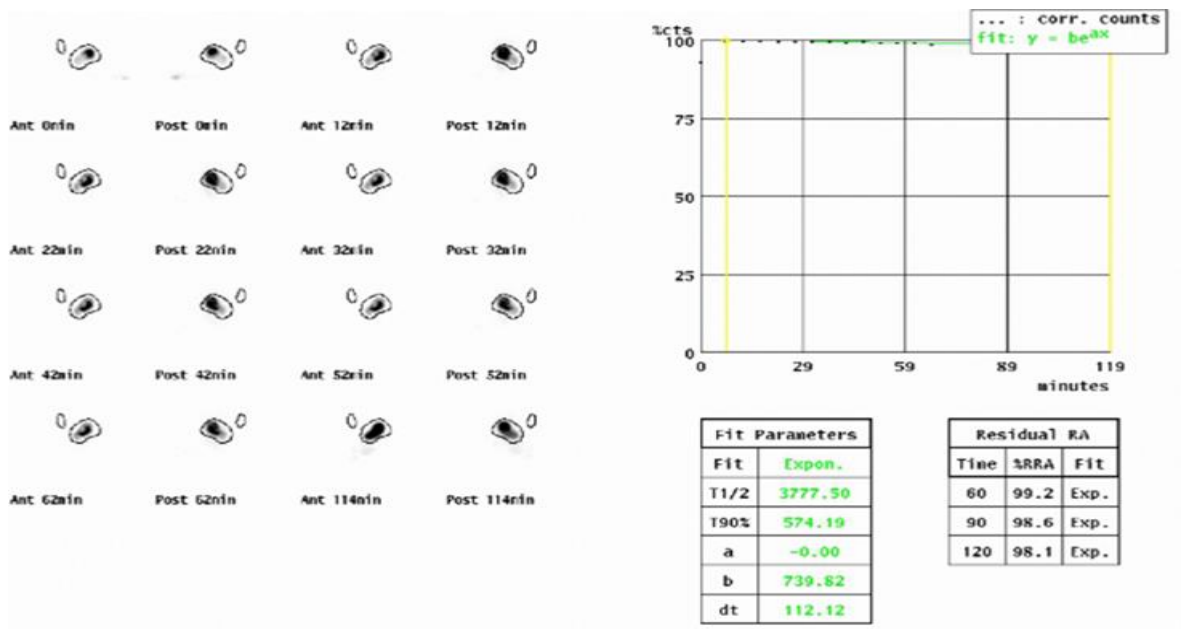 Ant 0min Post 0min Ant 12min Post 12min
Ant 22min Post 22min Ant 32min Post 32min
Ant 42min Post 42min Ant 52min Post 52min
Ant 62min Post 62min Ant 114min Post 114min
... : corr. counts
fit: y = be^ax
%cts
100
75
50
25
0
0 29 59 89 119
minutes
Fit Parameters
Fit Expon.
T1/2 3777.50
T90% 574.19
a -0.00
b 739.82
dt 112.12
Residual RA
Time %RRA Fit
60 99.2 Exp.
90 98.6 Exp.
120 98.1 Exp.